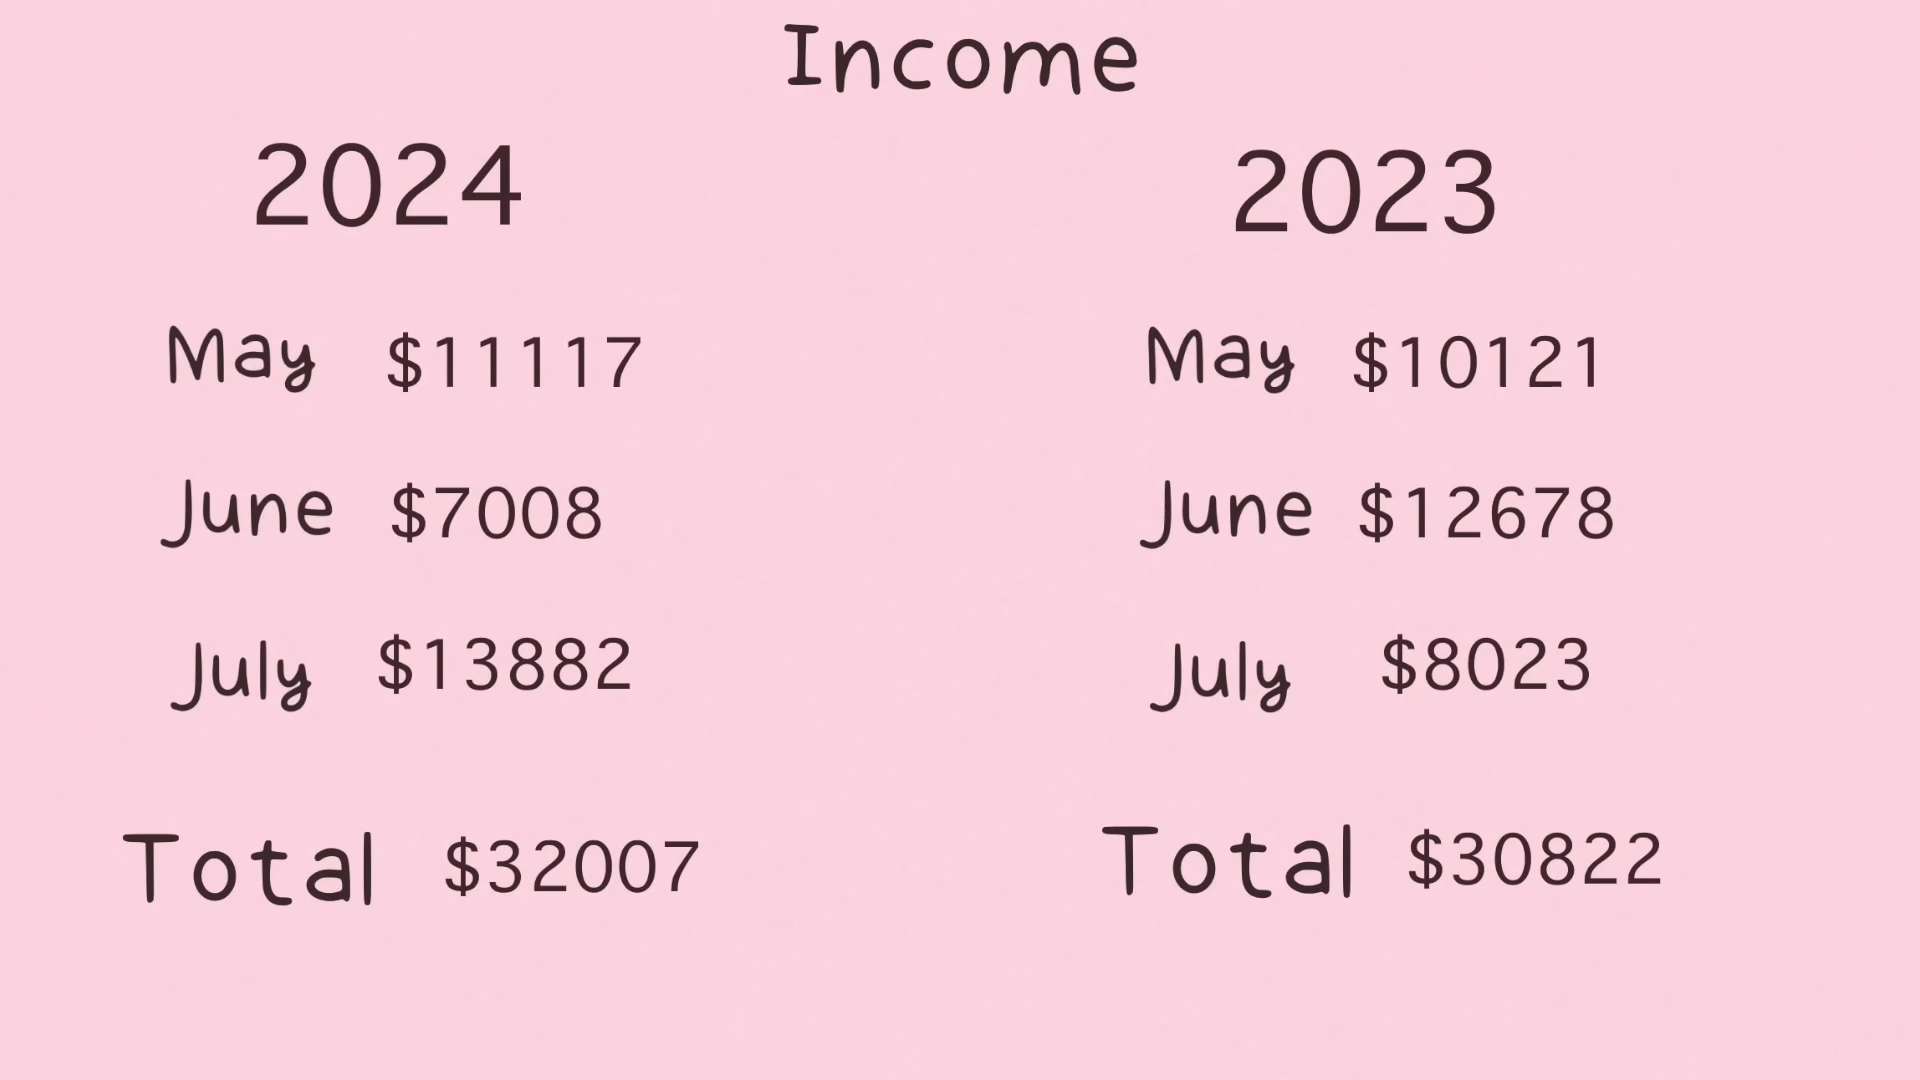 Income
2024
May $11117
June $7008
July $13882
Total $32007
2023
May $10121
June $12678
July $8023
Total $30822